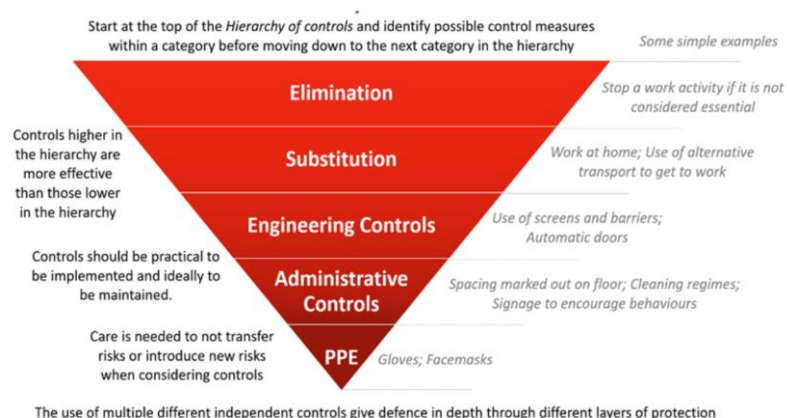 Start at the top of the Hierarchy of controls and identify possible control measures
within a category before moving down to the next category in the hierarchy
Some simple examples
Elimination
Stop a work activity if it is not
considered essential
Controls higher in
the hierarchy are
more effective
than those lower
in the hierarchy
Substitution
Work at home; Use of alternative
transport to get to work
Engineering Controls
Use of screens and barriers;
Automatic doors
Controls should be practical to
be implemented and ideally to
be maintained.
Administrative
Controls
Spacing marked out on floor; Cleaning regimes;
Signage to encourage behaviours
Care is needed to not transfer
risks or introduce new risks
when considering controls
PPE
Gloves; Facemasks
The use of multiple different independent controls give defence in depth through different layers of protection